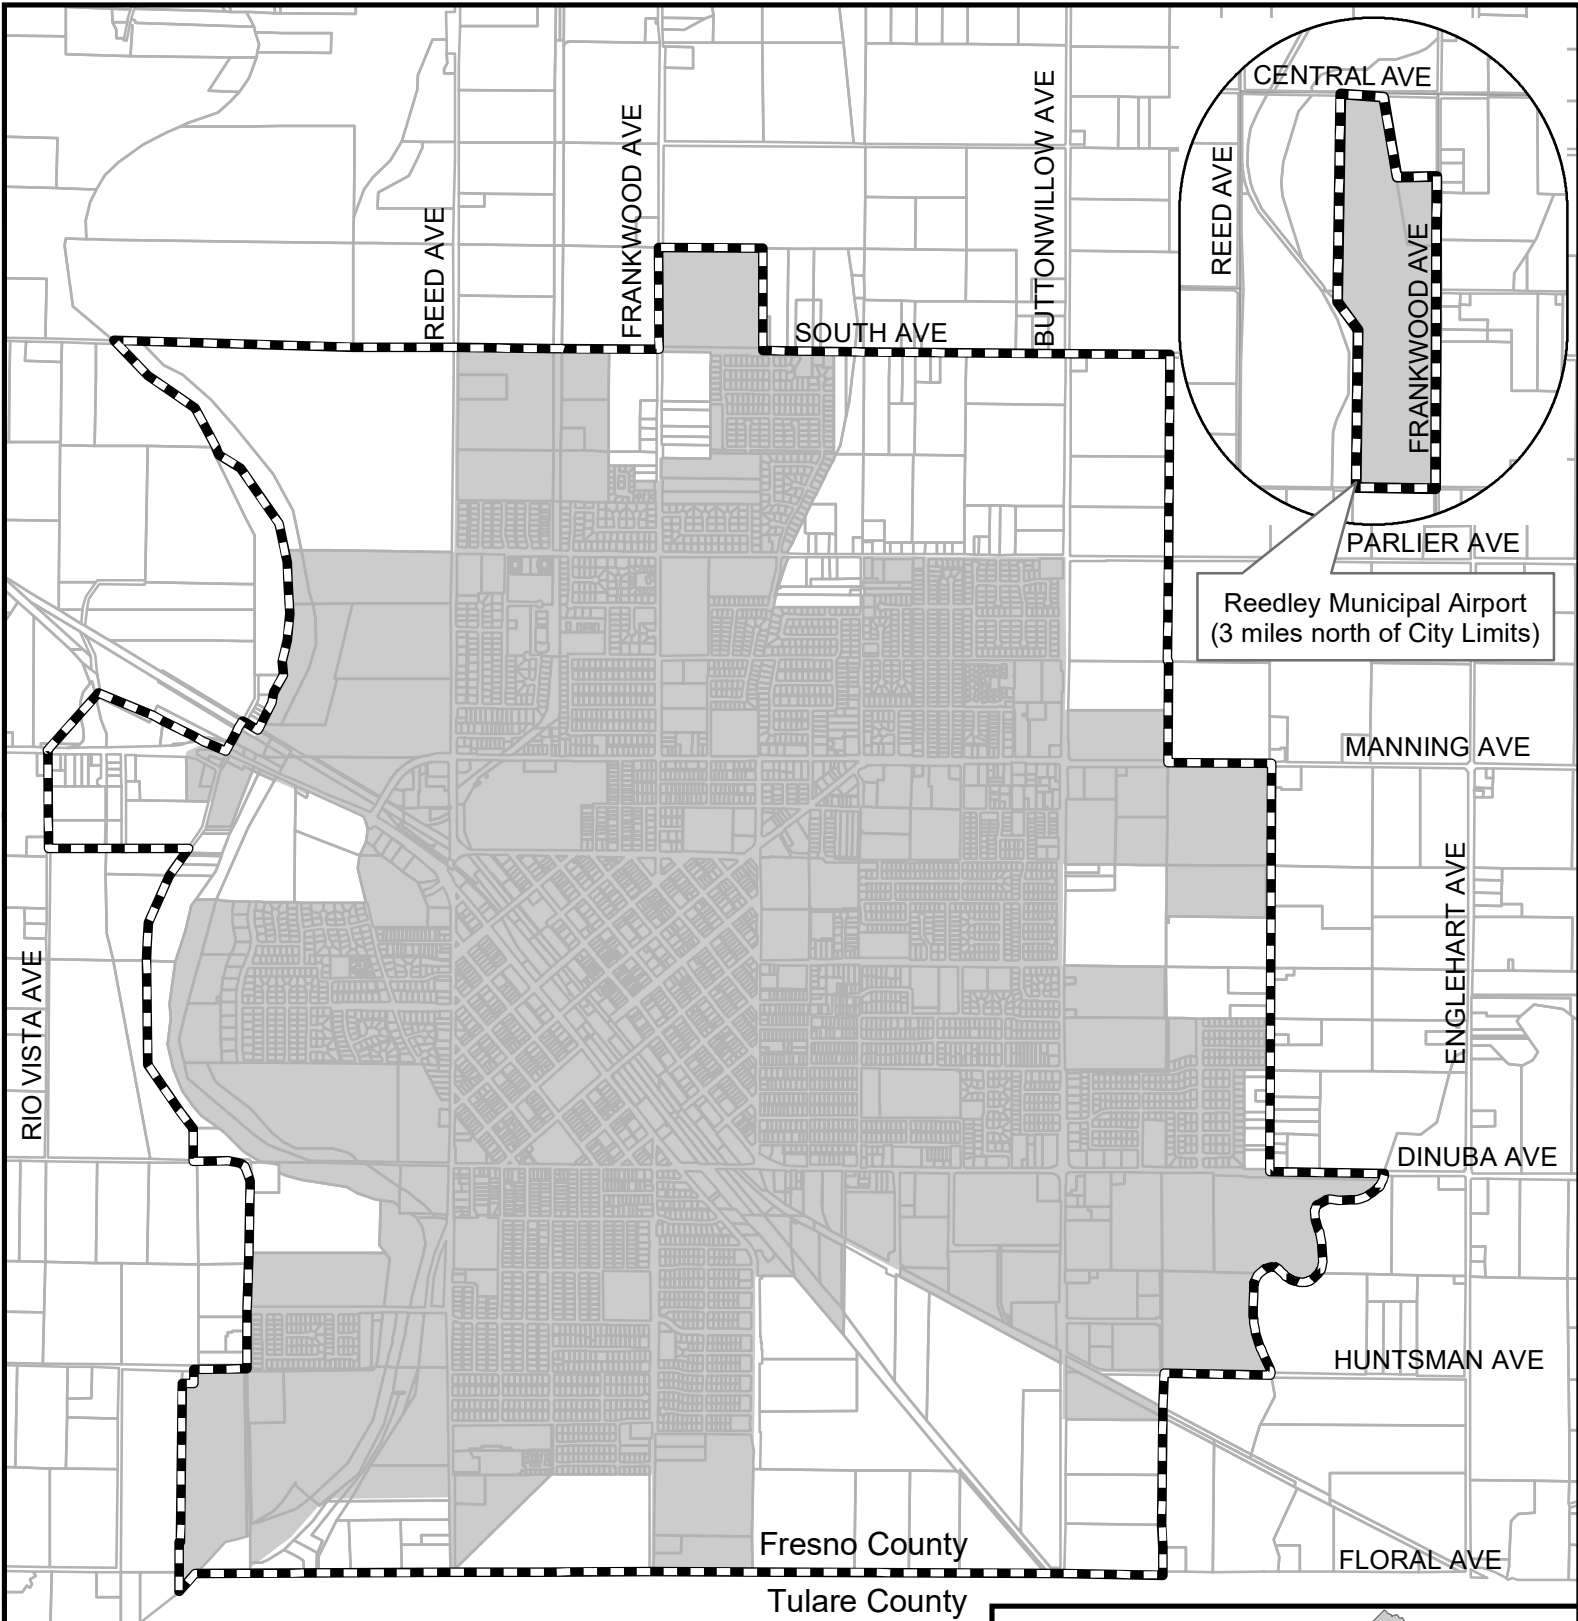 CENTRAL AVE
REED AVE
FRANKWOOD AVE
BUTTONWILLOW AVE
REED AVE
FRANKWOOD AVE
SOUTH AVE
PARLIER AVE
Reedley Municipal Airport
(3 miles north of City Limits)
MANNING AVE
ENGLEHART AVE
RIO VISTA AVE
DINUBA AVE
HUNTSMAN AVE
Fresno County
FLORAL AVE
Tulare County